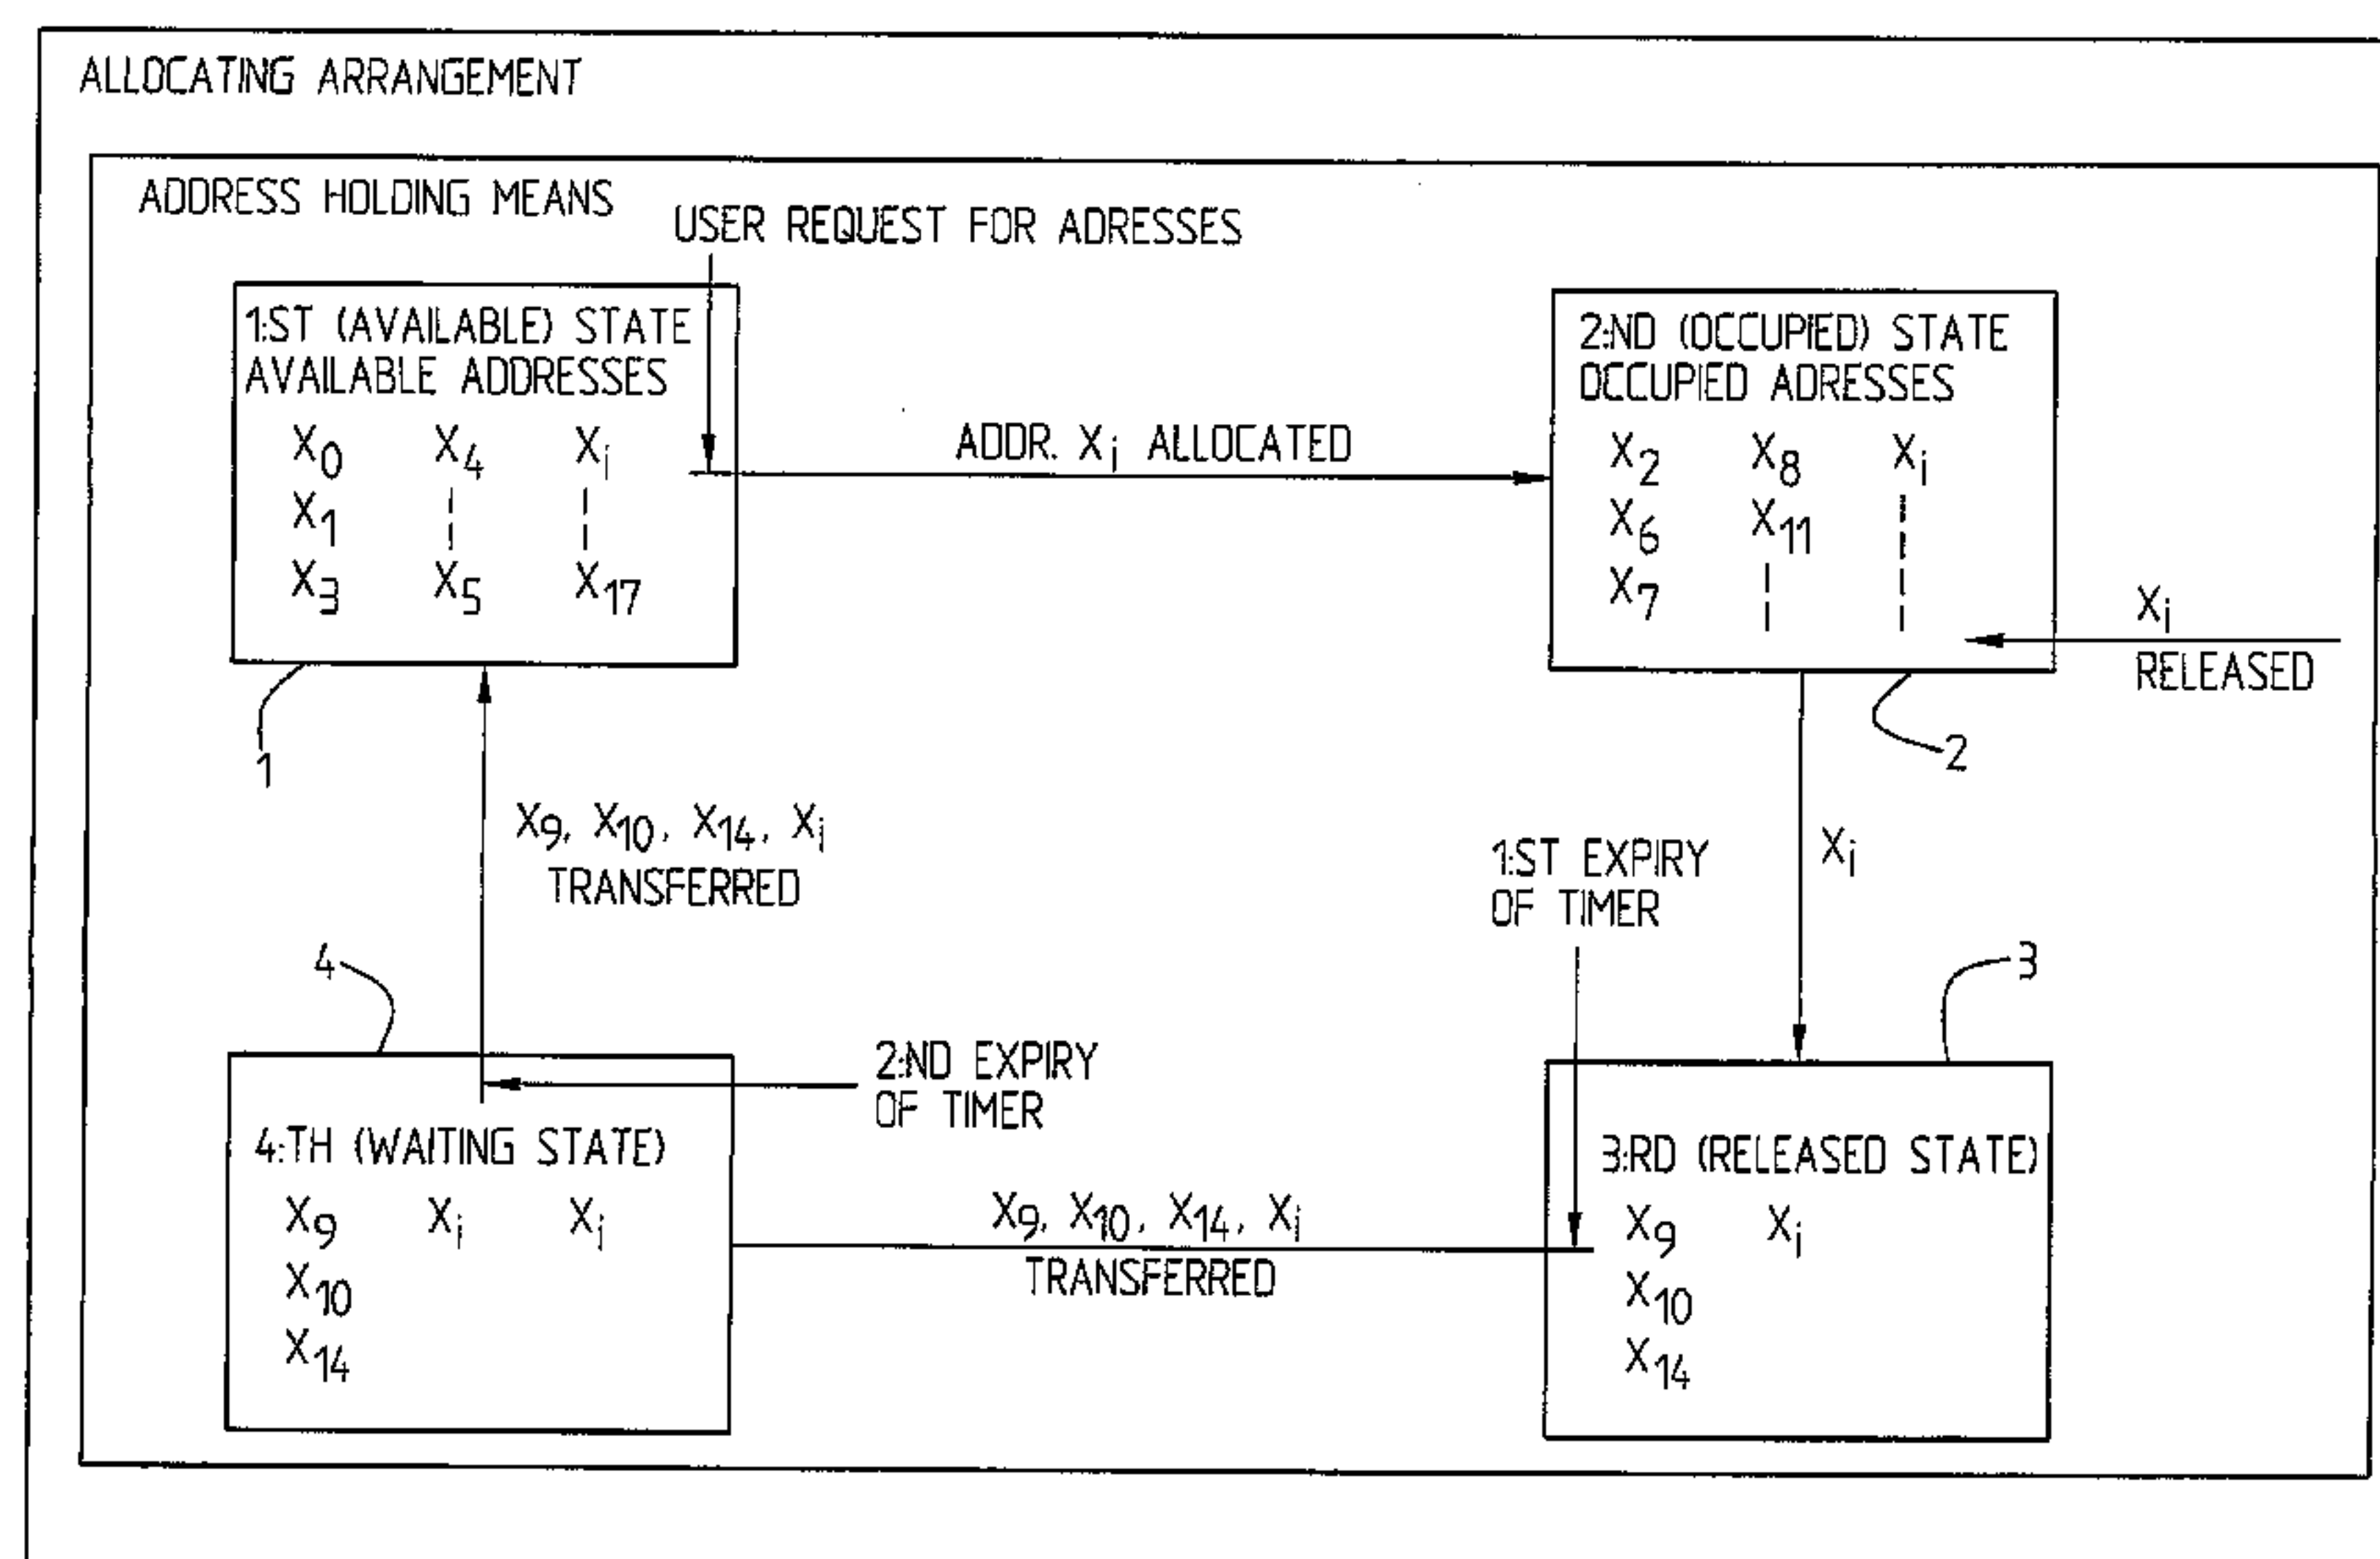 ALLOCATING ARRANGEMENT
ADDRESS HOLDING MEANS
USER REQUEST FOR ADRESSES
1:ST (AVAILABLE) STATE
AVAILABLE ADDRESSES
X0 X4 Xi
X1
X3 X5 X17
ADDR. Xi ALLOCATED
2:ND (OCCUPIED) STATE
OCCUPIED ADRESSES
X2 X8 Xi
X6 X11
X7
Xi
RELEASED
1
2
X9, X10, X14, Xi
TRANSFERRED
1:ST EXPIRY
OF TIMER
Xi
4
3
2:ND EXPIRY
OF TIMER
4:TH (WAITING STATE)
X9 Xi Xj
X10
X14
X9, X10, X14, Xi
TRANSFERRED
3:RD (RELEASED STATE)
X9 Xi
X10
X14